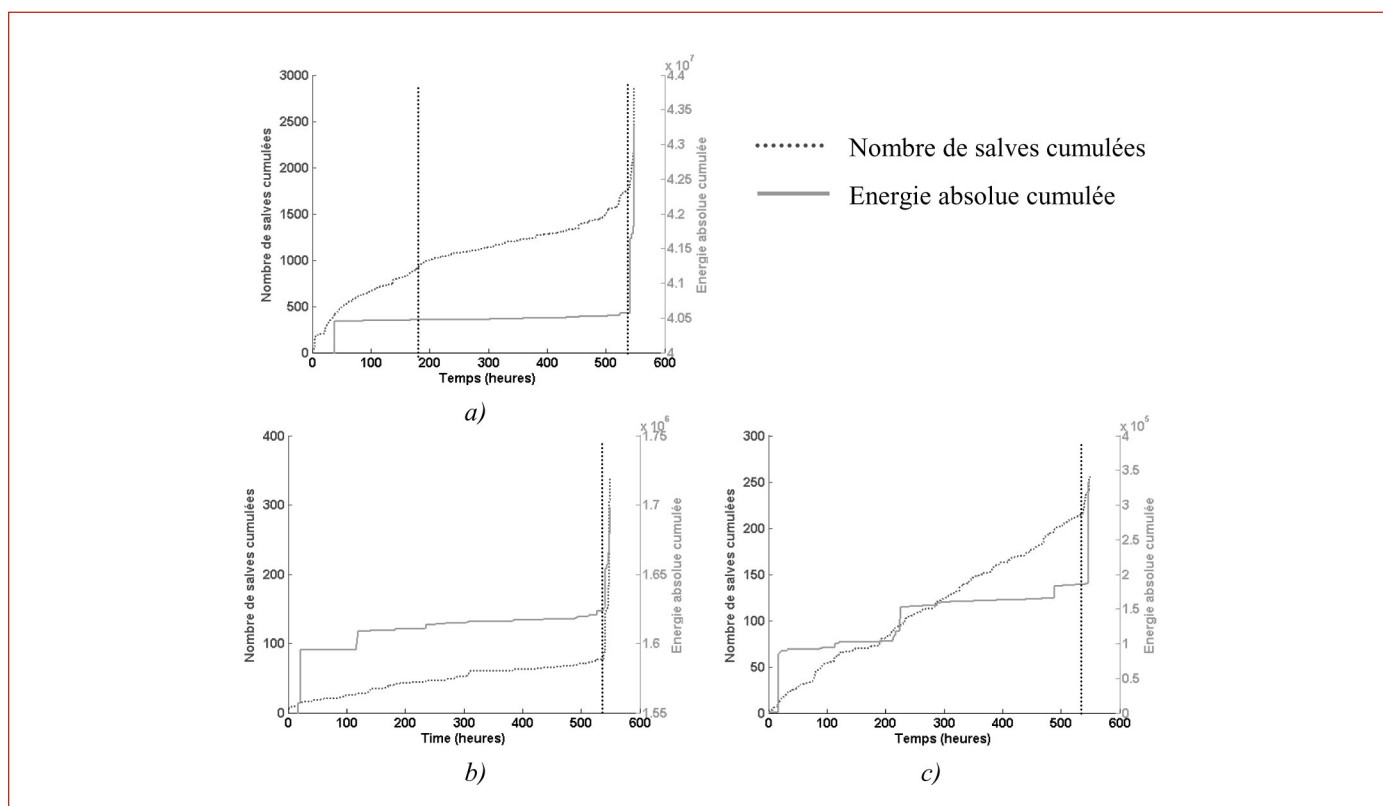 x 10^7
3000
2500
2000
1500
1000
500
0
Nombre de salves cumulées
4.4
4.35
4.3
4.25
4.2
4.15
4.1
4.05
4
Energie absolue cumulée
0 100 200 300 400 500 600
Temps (heures)
a)
Nombre de salves cumulées
Energie absolue cumulée
x 10^6
400
300
200
100
0
Nombre de salves cumulées
1.75
1.7
1.65
1.6
1.55
Energie absolue cumulée
0 100 200 300 400 500 600
Time (heures)
b)
x 10^5
300
250
200
150
100
50
0
Nombre de salves cumulées
4
3.5
3
2.5
2
1.5
1
0.5
0
Energie absolue cumulée
0 100 200 300 400 500 600
Temps (heures)
c)